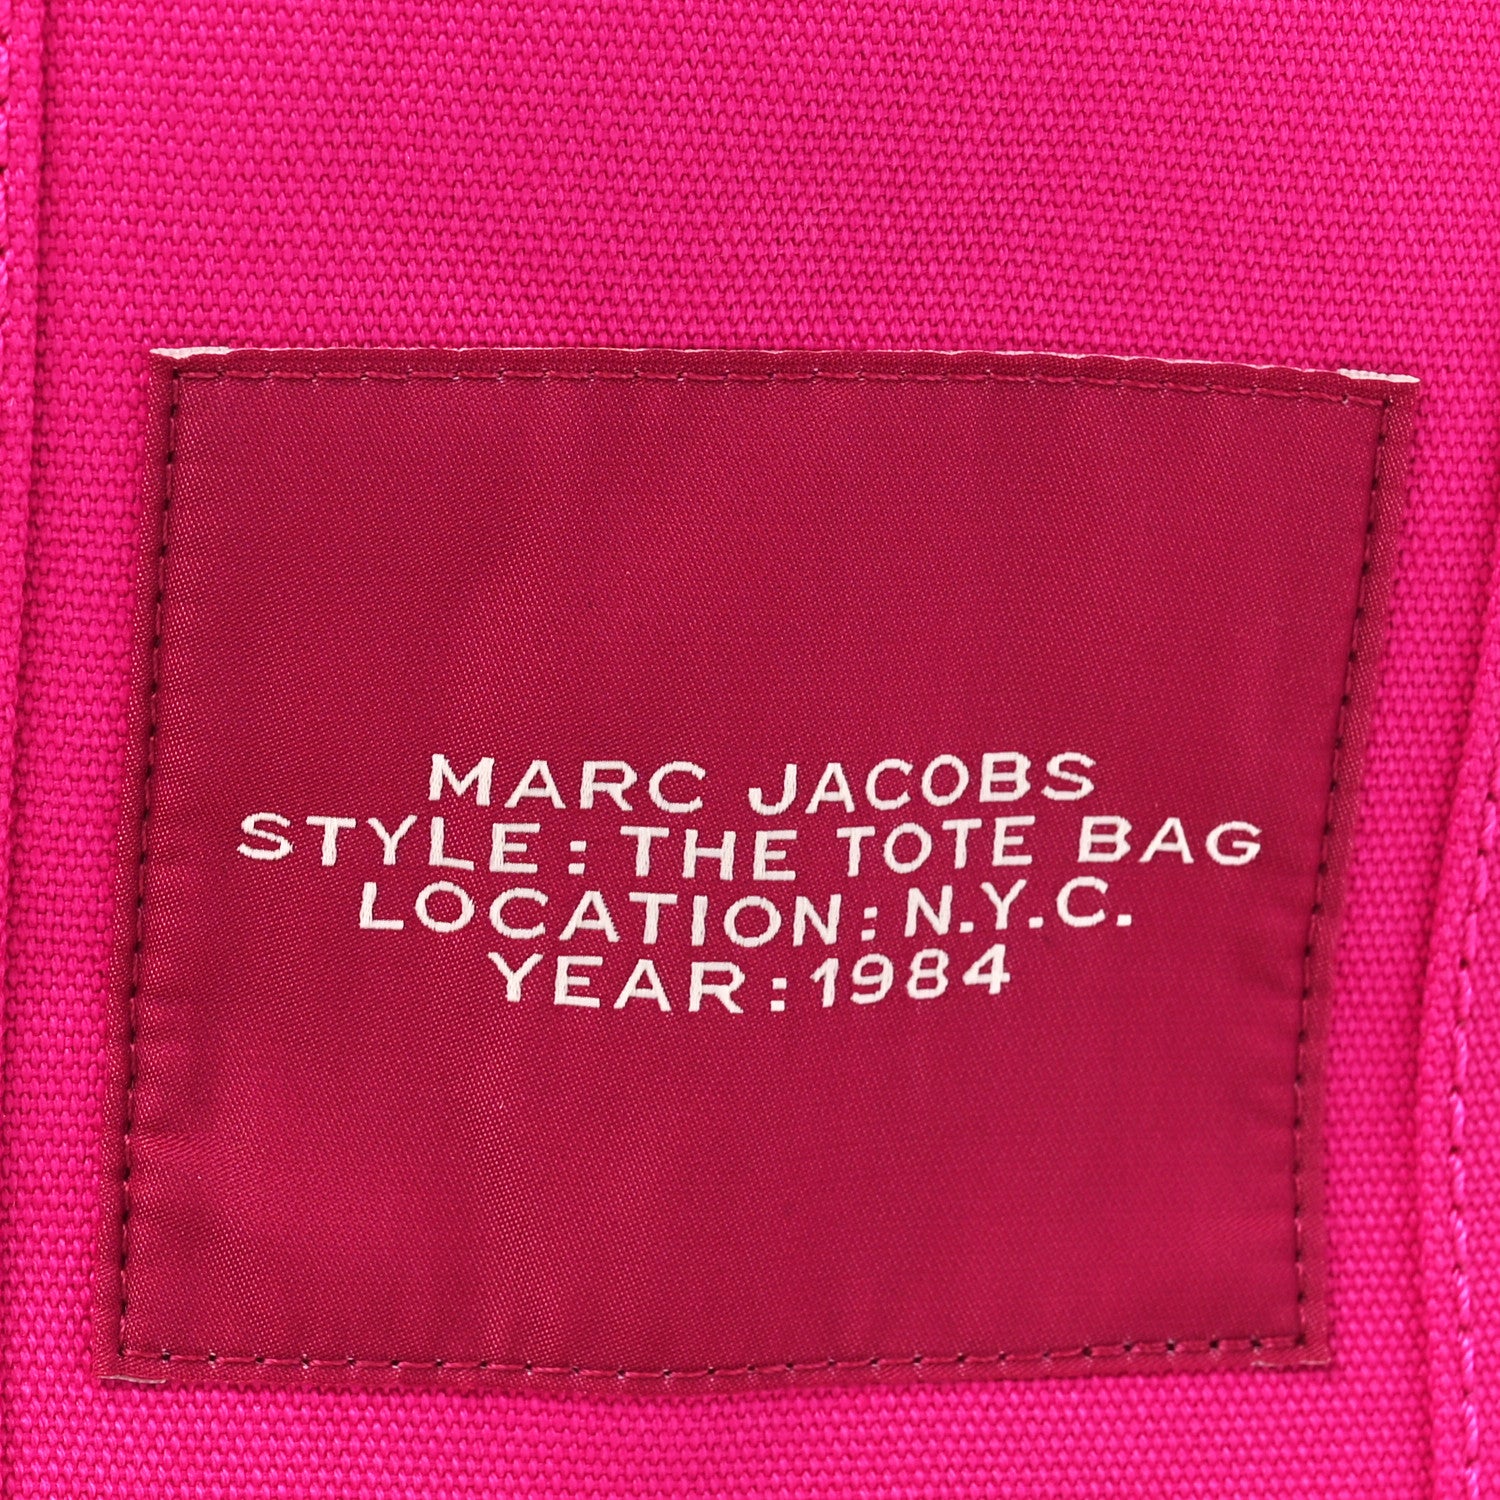 MARC JACOBS
STYLE: THE TOTE BAG
LOCATION: N.Y.C.
YEAR: 1984